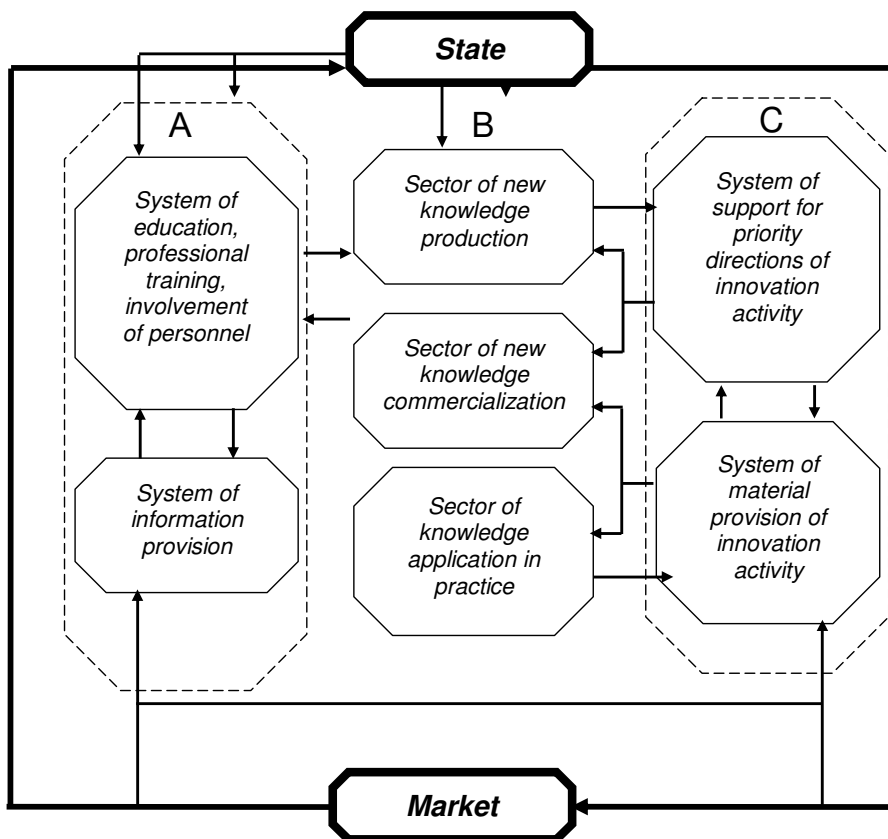 State
A
B
C
System of
education,
professional
training,
involvement
of personnel
System of
information
provision
Sector of new
knowledge
production
Sector of new
knowledge
commercialization
Sector of
knowledge
application in
practice
System of
support for
priority
directions of
innovation
activity
System of
material
provision of
innovation
activity
Market